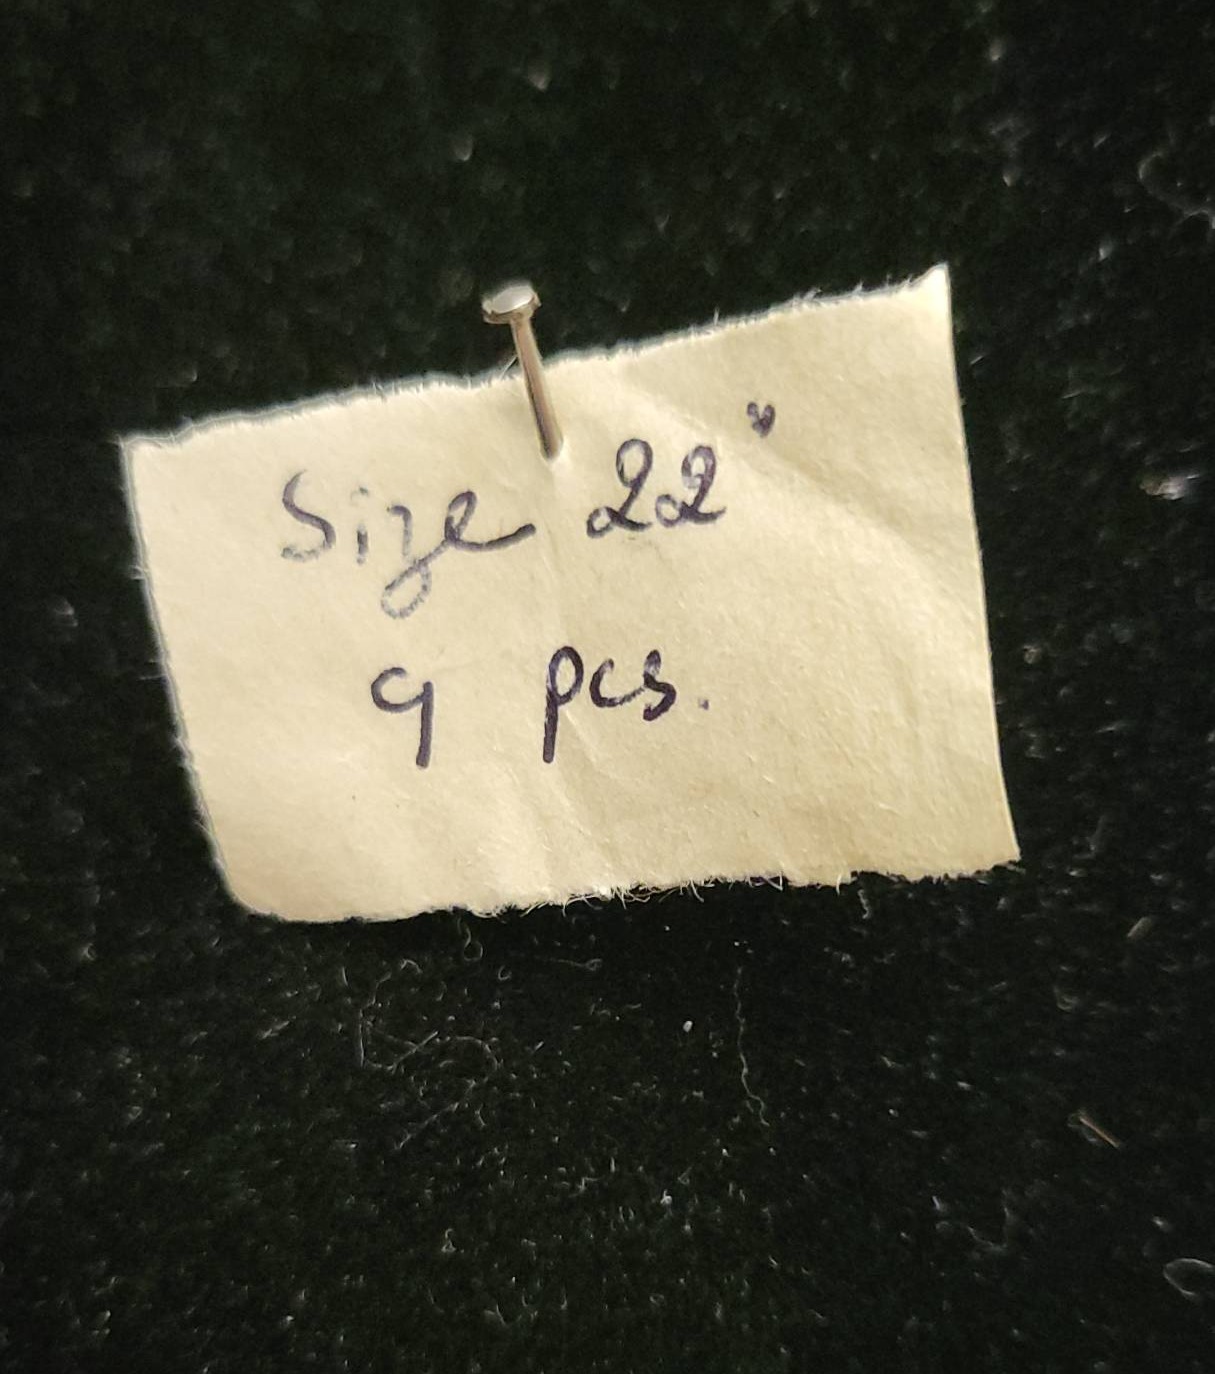 Size 22"
9 pcs.